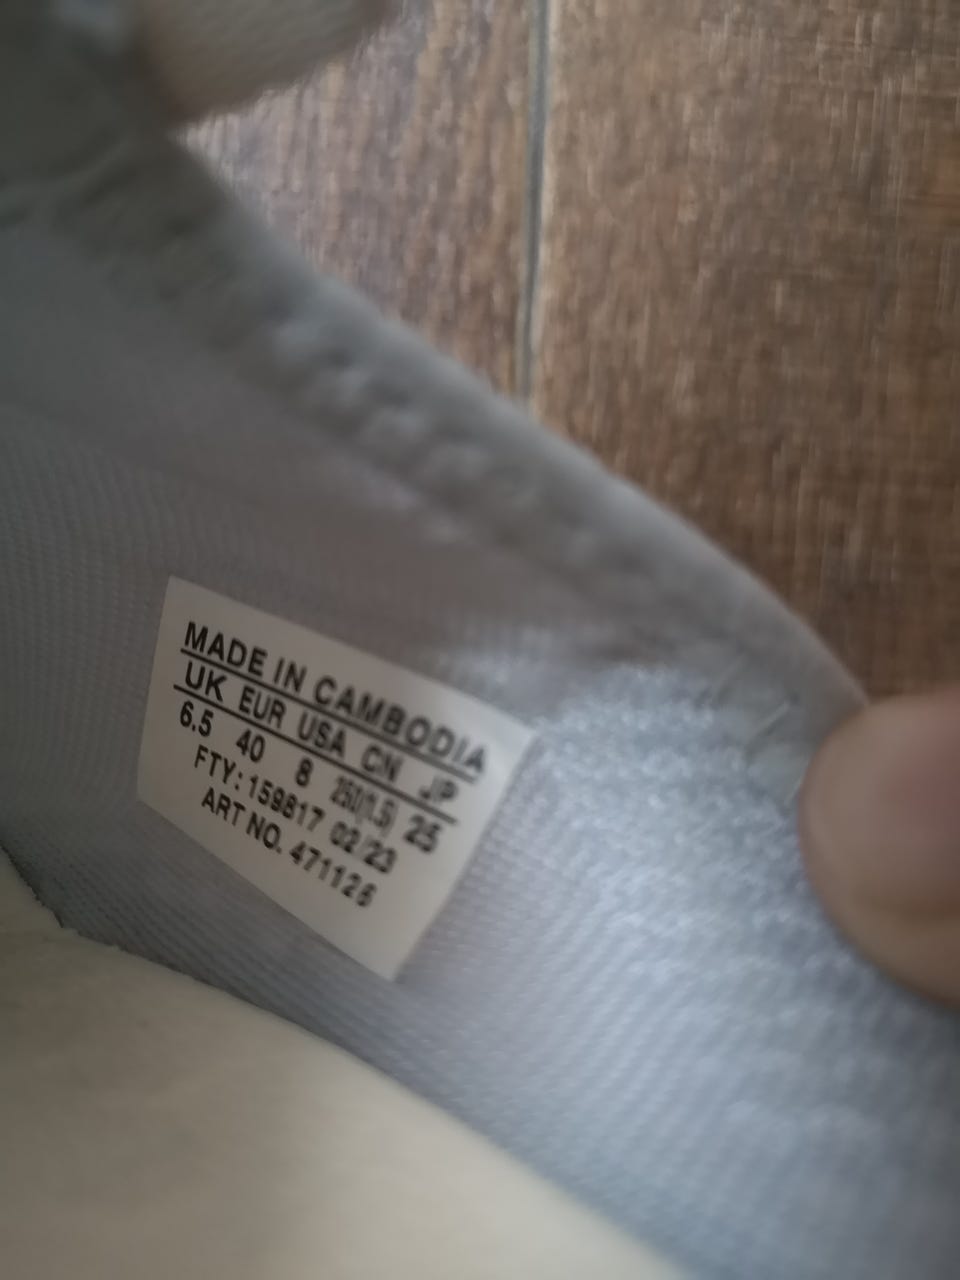 MADE IN CAMBODIA
UK EUR USA CN JP
6.5 40 8 250(1.5) 25
FTY: 159817 02/23
ART NO. 471126